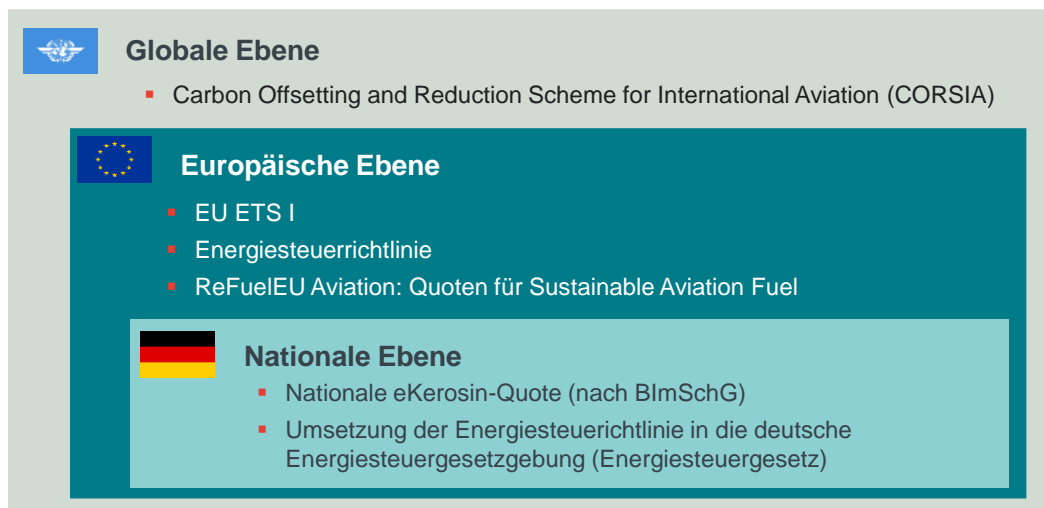 Globale Ebene
▪ Carbon Offsetting and Reduction Scheme for International Aviation (CORSIA)
Europäische Ebene
▪ EU ETS I
▪ Energiesteuerrichtlinie
▪ ReFuelEU Aviation: Quoten für Sustainable Aviation Fuel
Nationale Ebene
▪ Nationale eKerosin-Quote (nach BImSchG)
▪ Umsetzung der Energiesteuerichtlinie in die deutsche
Energiesteuergesetzgebung (Energiesteuergesetz)